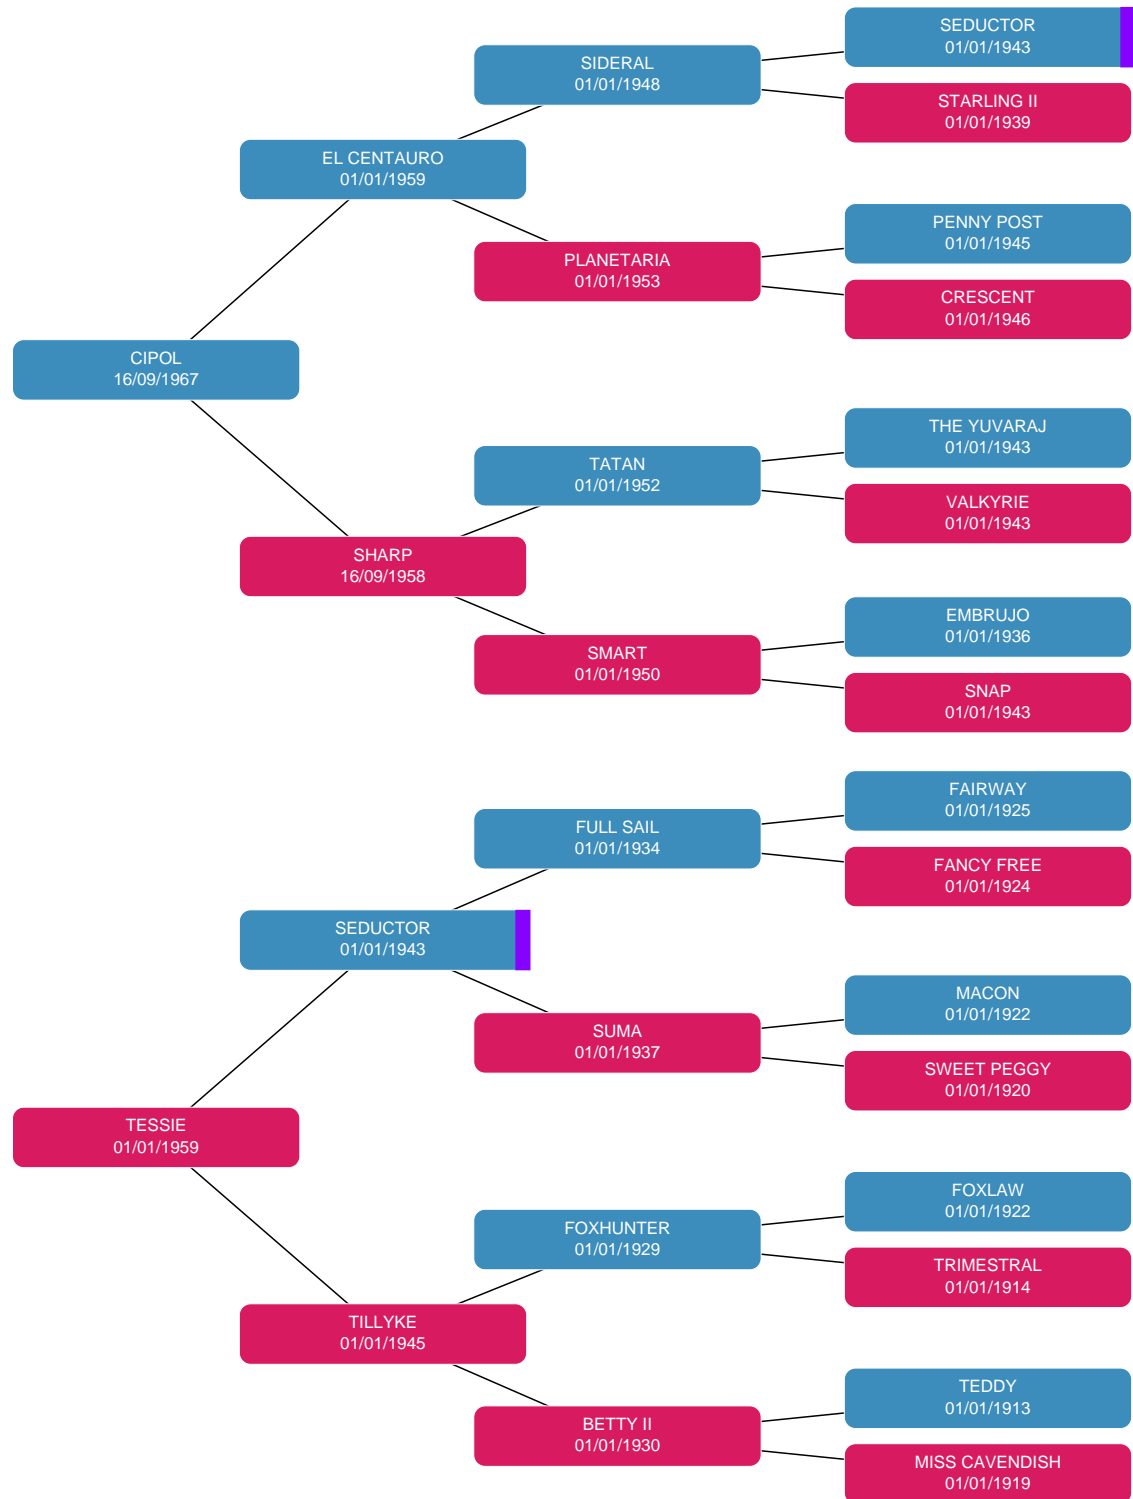 SEDUCTOR
01/01/1943
SIDERAL
01/01/1948
STARLING II
01/01/1939
EL CENTAURO
01/01/1959
PENNY POST
01/01/1945
PLANETARIA
01/01/1953
CRESCENT
01/01/1946
CIPOL
16/09/1967
THE YUVARAJ
01/01/1943
TATAN
01/01/1952
VALKYRIE
01/01/1943
SHARP
16/09/1958
EMBRUJO
01/01/1936
SMART
01/01/1950
SNAP
01/01/1943
FAIRWAY
01/01/1925
FULL SAIL
01/01/1934
FANCY FREE
01/01/1924
SEDUCTOR
01/01/1943
MACON
01/01/1922
SUMA
01/01/1937
SWEET PEGGY
01/01/1920
TESSIE
01/01/1959
FOXLAW
01/01/1922
FOXHUNTER
01/01/1929
TRIMESTRAL
01/01/1914
TILLYKE
01/01/1945
TEDDY
01/01/1913
BETTY II
01/01/1930
MISS CAVENDISH
01/01/1919